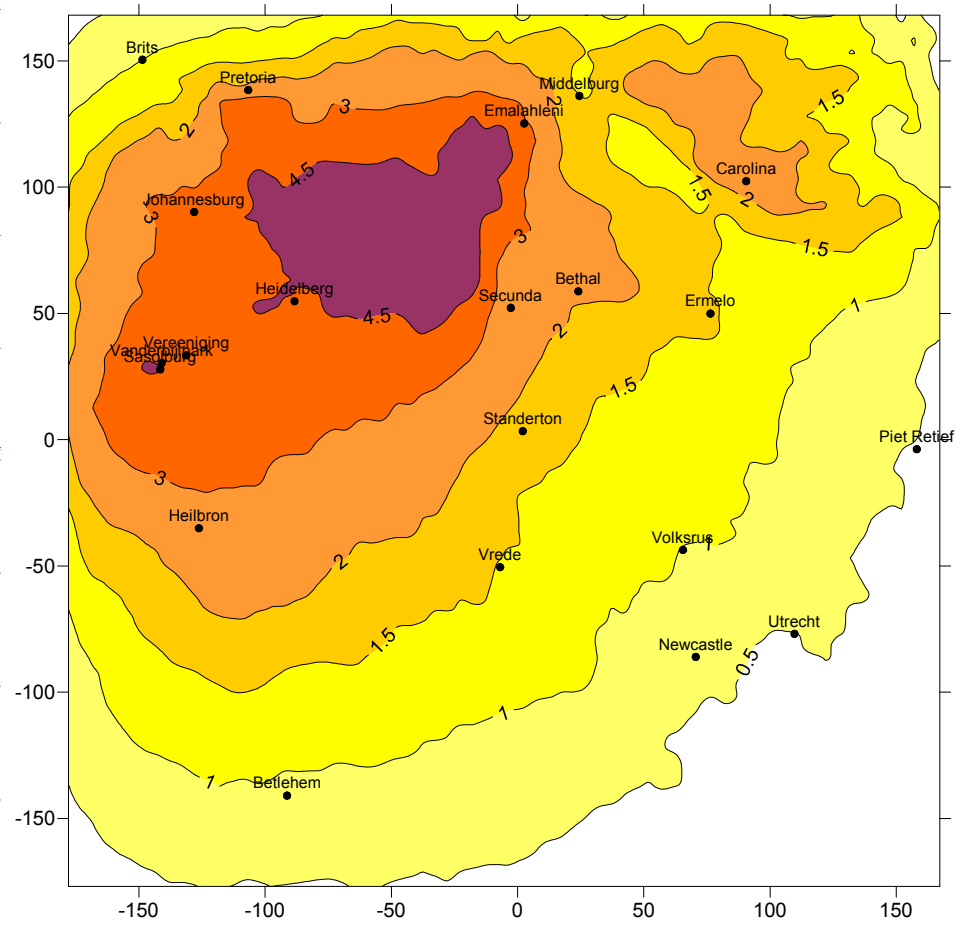 150
100
50
0
-50
-100
-150
-150
-100
-50
0
50
100
150
Brits
Pretoria
Middelburg
Emalahleni
Carolina
Johannesburg
Heidelberg
Secunda
Bethal
Ermelo
Vereeniging
Vanderbijlpark
Sasolburg
Standerton
Piet Retief
Heilbron
Vrede
Volksrus
Utrecht
Newcastle
Betlehem
2
3
2
1.5
4.5
3
1.5
2
3
1.5
4.5
2
1
1.5
3
2
1
1.5
0.5
1
1